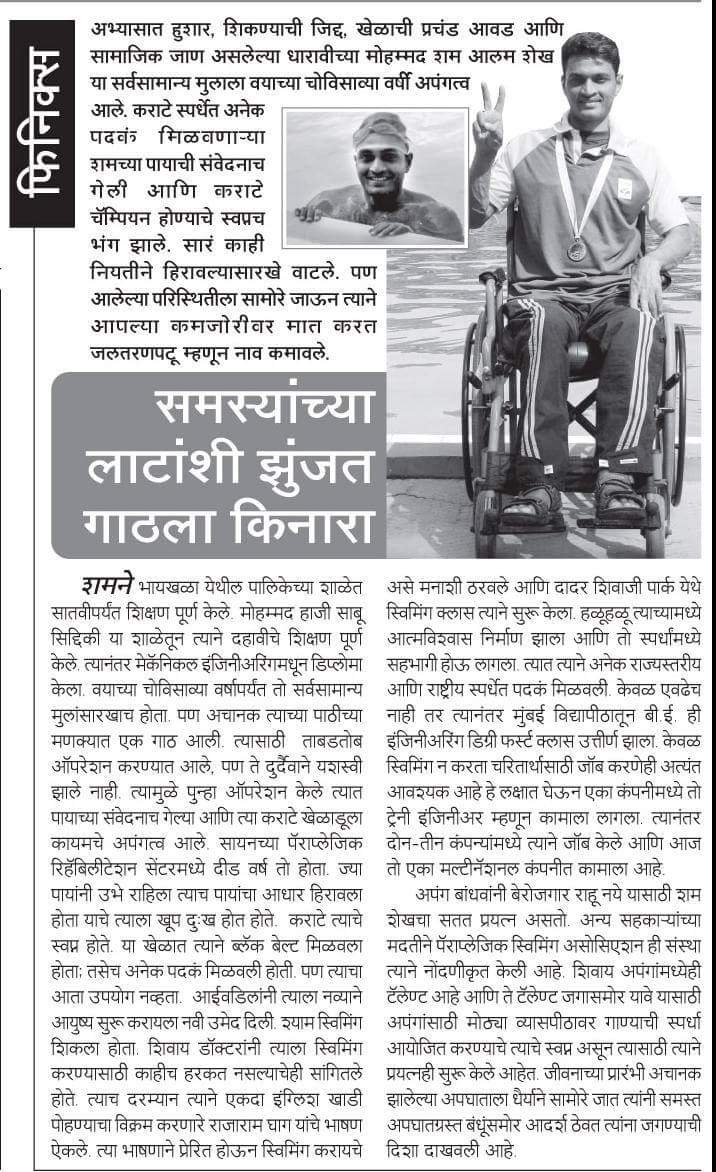 फिनिक्स
अभ्यासात हुशार, शिकण्याची जिद्द, खेळाची प्रचंड आवड आणि
सामाजिक जाण असलेल्या धारावीच्या मोहम्मद शम आलम शेख
या सर्वसामान्य मुलाला वयाच्या चोविसाव्या वर्षी अपंगत्व
आले. कराटे स्पर्धेत अनेक
पदकं मिळवणाऱ्या
शमच्या पायाची संवेदनाच
गेली आणि कराटे
चॅम्पियन होण्याचे स्वप्नच
भंग झाले. सारं काही
नियतीने हिरावल्यासारखे वाटले. पण
आलेल्या परिस्थितीला सामोरे जाऊन त्याने
आपल्या कमजोरीवर मात करत
जलतरणपटू म्हणून नाव कमावले.
समस्यांच्या
लाटांशी झुंजत
गाठला किनारा
शमने भायखळा येथील पालिकेच्या शाळेत
सातवीपर्यंत शिक्षण पूर्ण केले. मोहम्मद हाजी साबू
सिद्दिकी या शाळेतून त्याने दहावीचे शिक्षण पूर्ण
केले. त्यानंतर मेकॅनिकल इंजिनीअरिंगमधून डिप्लोमा
केला. वयाच्या चोविसाव्या वर्षापर्यंत तो सर्वसामान्य
मुलांसारखाच होता. पण अचानक त्याच्या पाठीच्या
मणक्यात एक गाठ आली. त्यासाठी ताबडतोब
ऑपरेशन करण्यात आले, पण ते दुर्दैवाने यशस्वी
झाले नाही. त्यामुळे पुन्हा ऑपरेशन केले त्यात
पायाच्या संवेदनाच गेल्या आणि त्या कराटे खेळाडूला
कायमचे अपंगत्व आले. सायनच्या पॅराप्लेजिक
रिहॅबिलीटेशन सेंटरमध्ये दीड वर्ष तो होता. ज्या
पायांनी उभे राहिला त्याच पायांचा आधार हिरावला
होता याचे त्याला खूप दुःख होत होते. कराटे त्याचे
स्वप्न होते. या खेळात त्याने ब्लॅक बेल्ट मिळवला
होता; तसेच अनेक पदकं मिळवली होती. पण त्याचा
आता उपयोग नव्हता. आईवडिलांनी त्याला नव्याने
आयुष्य सुरू करायला नवी उमेद दिली. श्याम स्विमिंग
शिकला होता. शिवाय डॉक्टरांनी त्याला स्विमिंग
करण्यासाठी काहीच हरकत नसल्याचेही सांगितले
होते. त्याच दरम्यान त्याने एकदा इंग्लिश खाडी
पोहण्याचा विक्रम करणारे राजाराम घाग यांचे भाषण
ऐकले. त्या भाषणाने प्रेरित होऊन स्विमिंग करायचे
असे मनाशी ठरवले आणि दादर शिवाजी पार्क येथे
स्विमिंग क्लास त्याने सुरू केला. हळूहळू त्याच्यामध्ये
आत्मविश्वास निर्माण झाला आणि तो स्पर्धांमध्ये
सहभागी होऊ लागला. त्यात त्याने अनेक राज्यस्तरीय
आणि राष्ट्रीय स्पर्धेत पदकं मिळवली. केवळ एवढेच
नाही तर त्यानंतर मुंबई विद्यापीठातून बी.ई. ही
इंजिनीअरिंग डिग्री फर्स्ट क्लास उत्तीर्ण झाला. केवळ
स्विमिंग न करता चरितार्थासाठी जॉब करणेही अत्यंत
आवश्यक आहे हे लक्षात घेऊन एका कंपनीमध्ये तो
ट्रेनी इंजिनीअर म्हणून कामाला लागला. त्यानंतर
दोन-तीन कंपन्यांमध्ये त्याने जॉब केले आणि आज
तो एका मल्टीनॅशनल कंपनीत कामाला आहे.
अपंग बांधवांनी बेरोजगार राहू नये यासाठी शम
शेखचा सतत प्रयत्न असतो. अन्य सहकाऱ्यांच्या
मदतीने पॅराप्लेजिक स्विमिंग असोसिएशन ही संस्था
त्याने नोंदणीकृत केली आहे. शिवाय अपंगांमध्येही
टॅलेण्ट आहे आणि ते टॅलेण्ट जगासमोर यावे यासाठी
अपंगांसाठी मोठ्या व्यासपीठावर गाण्याची स्पर्धा
आयोजित करण्याचे त्याचे स्वप्न असून त्यासाठी त्याने
प्रयत्नही सुरू केले आहेत. जीवनाच्या प्रारंभी अचानक
झालेल्या अपघाताला धैर्याने सामोरे जात त्यांनी समस्त
अपघातग्रस्त बंधूंसमोर आदर्श ठेवत त्यांना जगण्याची
दिशा दाखवली आहे.